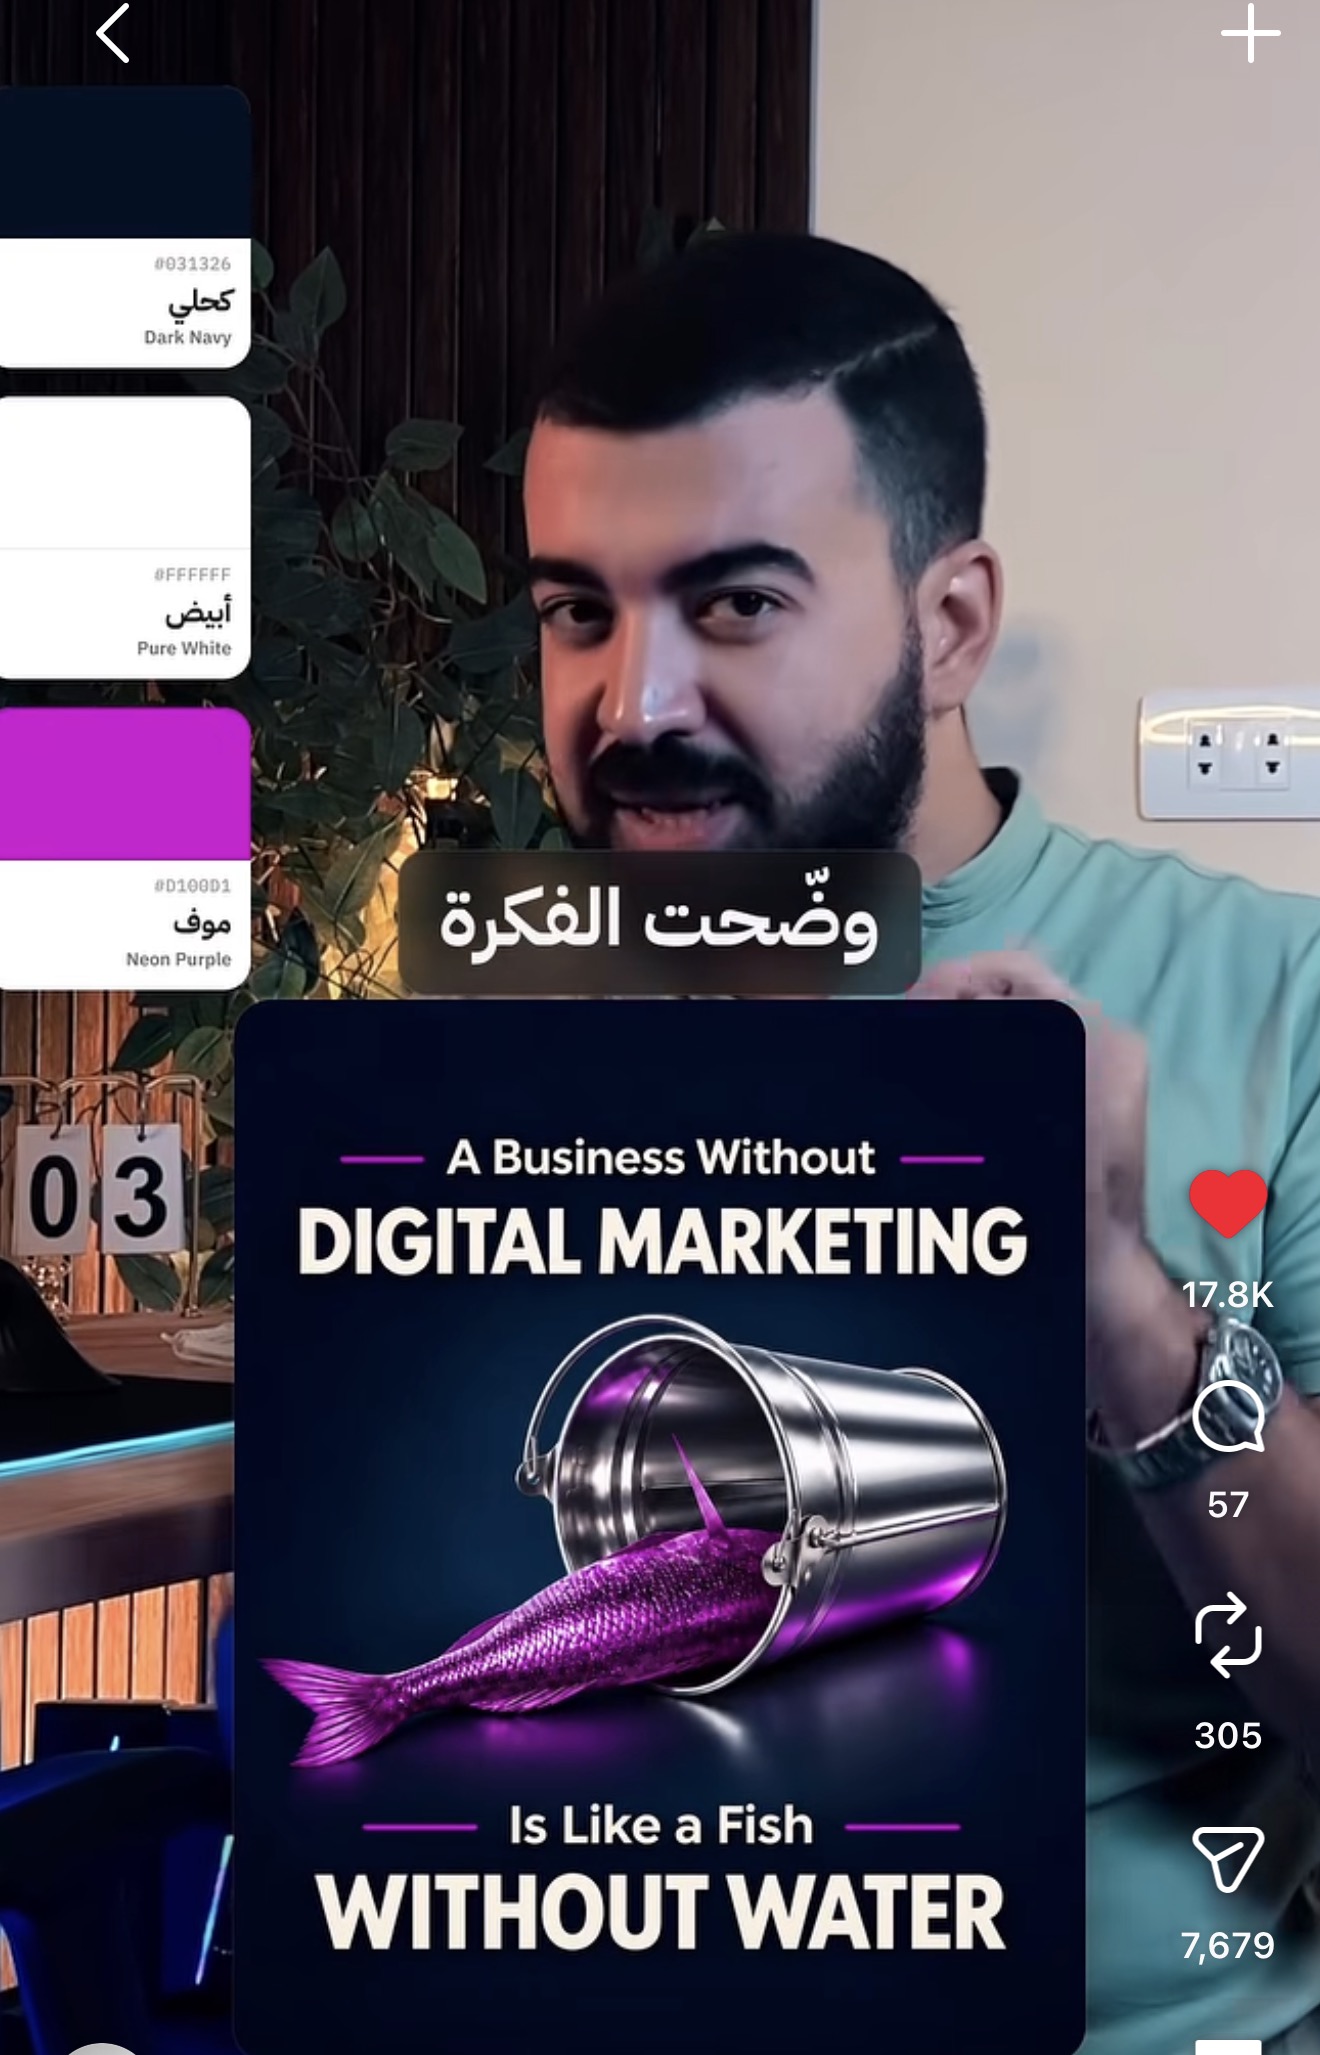 #031326
كحلي
Dark Navy
#FFFFFF
أبيض
Pure White
#D100D1
موف
Neon Purple
وضّحت الفكرة
03
A Business Without
DIGITAL MARKETING
Is Like a Fish
WITHOUT WATER
17.8K
57
305
7,679